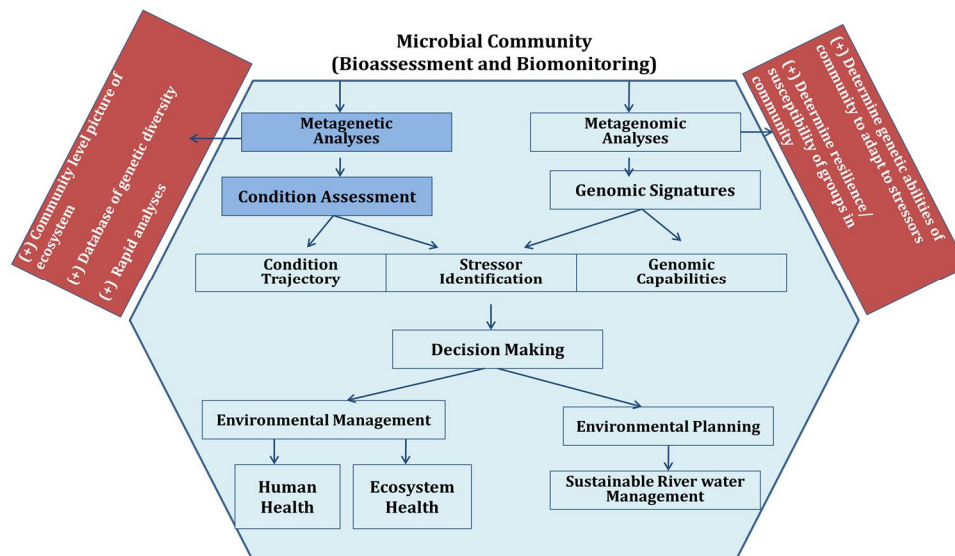 Microbial Community
(Bioassessment and Biomonitoring)
(+) Community level picture of
ecosystem
(+) Database of genetic diversity
(+) Rapid analyses
(+) Determine genetic abilities of
community to adapt to stressors
(+) Determine resilience/
susceptibility of groups in
community
Metagenetic
Analyses
Metagenomic
Analyses
Condition Assessment
Genomic Signatures
Condition
Trajectory
Stressor
Identification
Genomic
Capabilities
Decision Making
Environmental Management
Environmental Planning
Human
Health
Ecosystem
Health
Sustainable River water
Management